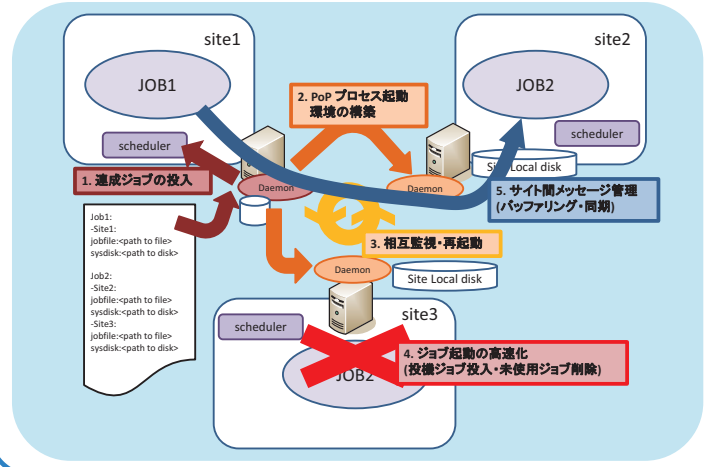 site1
JOB1
scheduler
site2
JOB2
scheduler
2. PoP プロセス起動
環境の構築
1. 連成ジョブの投入
Daemon
Daemon
Site Local disk
5. サイト間メッセージ管理
(バッファリング・同期)
3. 相互監視・再起動
Job1:
-Site1:
jobfile:<path to file>
sysdisk:<path to disk>
Job2:
-Site2:
jobfile:<path to file>
sysdisk:<path to disk>
-Site3:
jobfile:<path to file>
sysdisk:<path to disk>
Daemon
Site Local disk
site3
scheduler
JOB2
4. ジョブ起動の高速化
(投機ジョブ投入・未使用ジョブ削除)